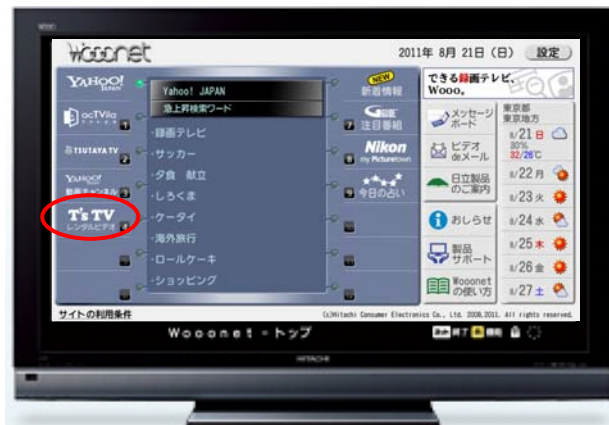 Wooo
Wooonet
2011年 8月 21日 (日)
設定
YAHOO!
JAPAN
acTVila
TSUTAYA TV
YAHOO!
動画チャンネル
T's TV
レンタルビデオ
Yahoo! JAPAN
急上昇検索ワード
・録画テレビ
・サッカー
・夕食 献立
・しろくま
・ケータイ
・海外旅行
・ロールケーキ
・ショッピング
NEW
新着情報
G-GUIDE
注目番組
Nikon
my Picturetown
今日の占い
できる録画テレビ、
Wooo。
メッセージ
ボード
ビデオ
deメール
日立製品
のご案内
おしらせ
製品
サポート
Wooonet
の使い方
東京都
東京地方
8/21 日
30%
32/26℃
8/22 月
8/23 火
8/24 水
8/25 木
8/26 金
8/27 土
サイトの利用条件
(c)Hitachi Consumer Electronics Co., Ltd. 2008,2011. All rights reserved.
Wooonet - トップ
終了
HITACHI